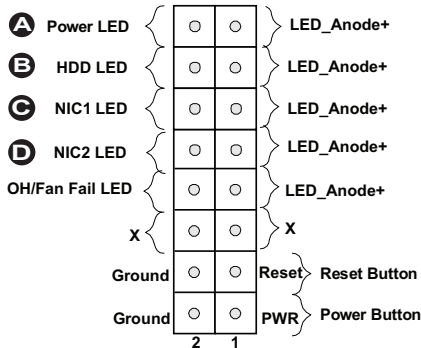 A Power LED LED_Anode+
B HDD LED LED_Anode+
C NIC1 LED LED_Anode+
D NIC2 LED LED_Anode+
OH/Fan Fail LED LED_Anode+
X X
Ground Reset Reset Button
Ground PWR Power Button
2 1